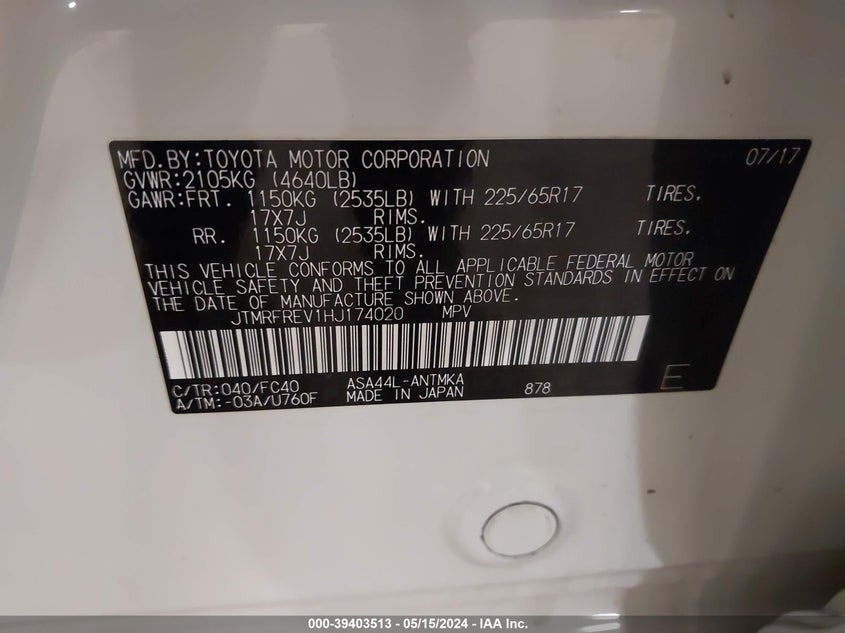 MFD.BY:TOYOTA MOTOR CORPORATION 07/17
GVWR:2105KG (4640LB)
GAWR:FRT. 1150KG (2535LB) WITH 225/65R17 TIRES.
17X7J RIMS.
RR. 1150KG (2535LB) WITH 225/65R17 TIRES.
17X7J RIMS.
THIS VEHICLE CONFORMS TO ALL APPLICABLE FEDERAL MOTOR
VEHICLE SAFETY AND THEFT PREVENTION STANDARDS IN EFFECT ON
THE DATE OF MANUFACTURE SHOWN ABOVE.
JTMRFREV1HJ174020 MPV
C/TR:040/FC40 ASA44L-ANTMKA 878 E
A/TM:-03A/U760F MADE IN JAPAN
000-39403513 - 05/15/2024 - IAA Inc.